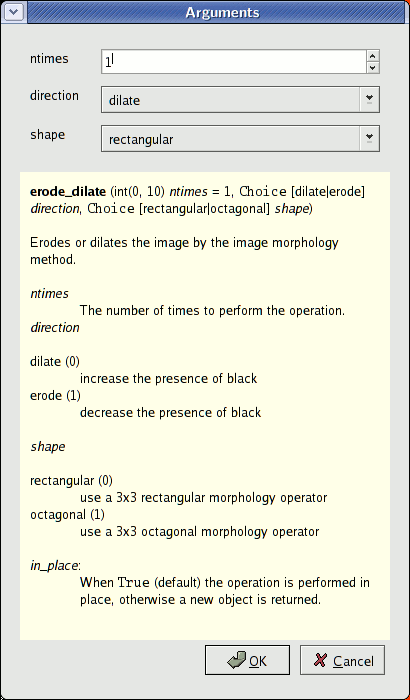 Arguments
ntimes
1
direction
dilate
shape
rectangular
erode_dilate (int(0, 10) ntimes = 1, Choice [dilate|erode]
direction, Choice [rectangular|octagonal] shape)
Erodes or dilates the image by the image morphology
method.
ntimes
The number of times to perform the operation.
direction
dilate (0)
increase the presence of black
erode (1)
decrease the presence of black
shape
rectangular (0)
use a 3x3 rectangular morphology operator
octagonal (1)
use a 3x3 octagonal morphology operator
in_place:
When True (default) the operation is performed in
place, otherwise a new object is returned.
OK
Cancel